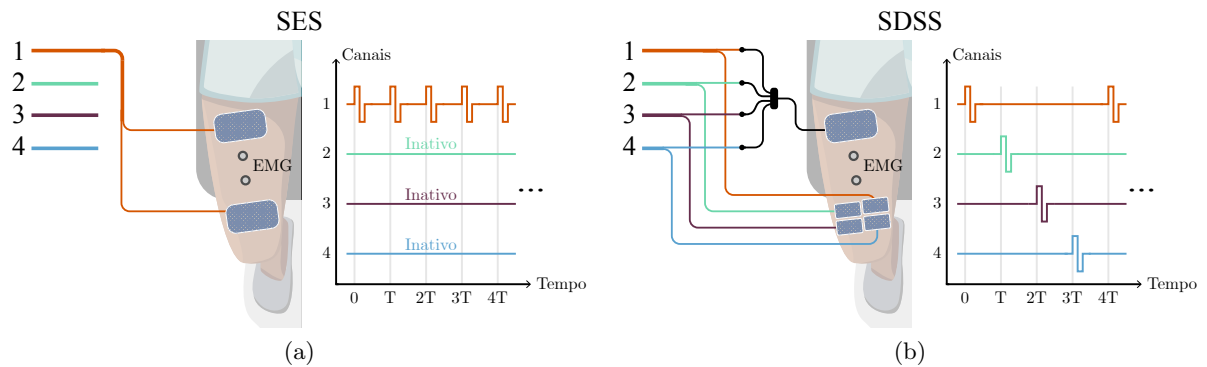 SES
1
2
3
4
EMG
Canais
1
2
Inativo
3
Inativo
4
Inativo
...
0 T 2T 3T 4T
Tempo
(a)
SDSS
1
2
3
4
EMG
Canais
1
2
3
4
...
0 T 2T 3T 4T
Tempo
(b)